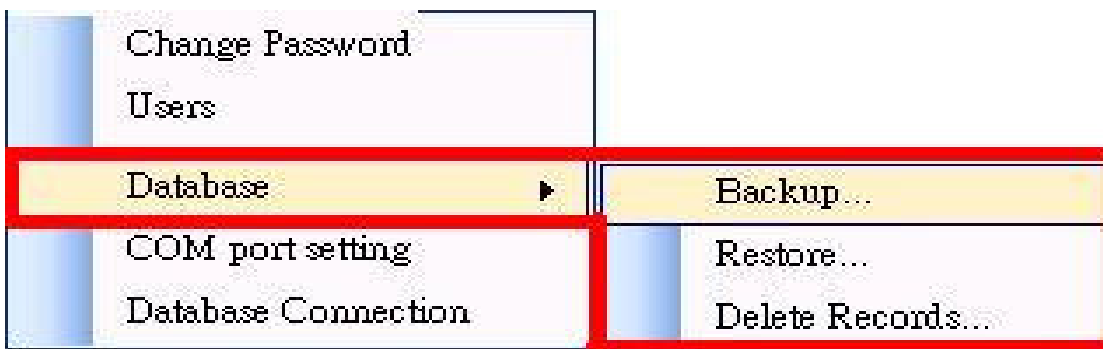 Change Password
Users
Database
COM port setting
Database Connection
Backup...
Restore...
Delete Records...